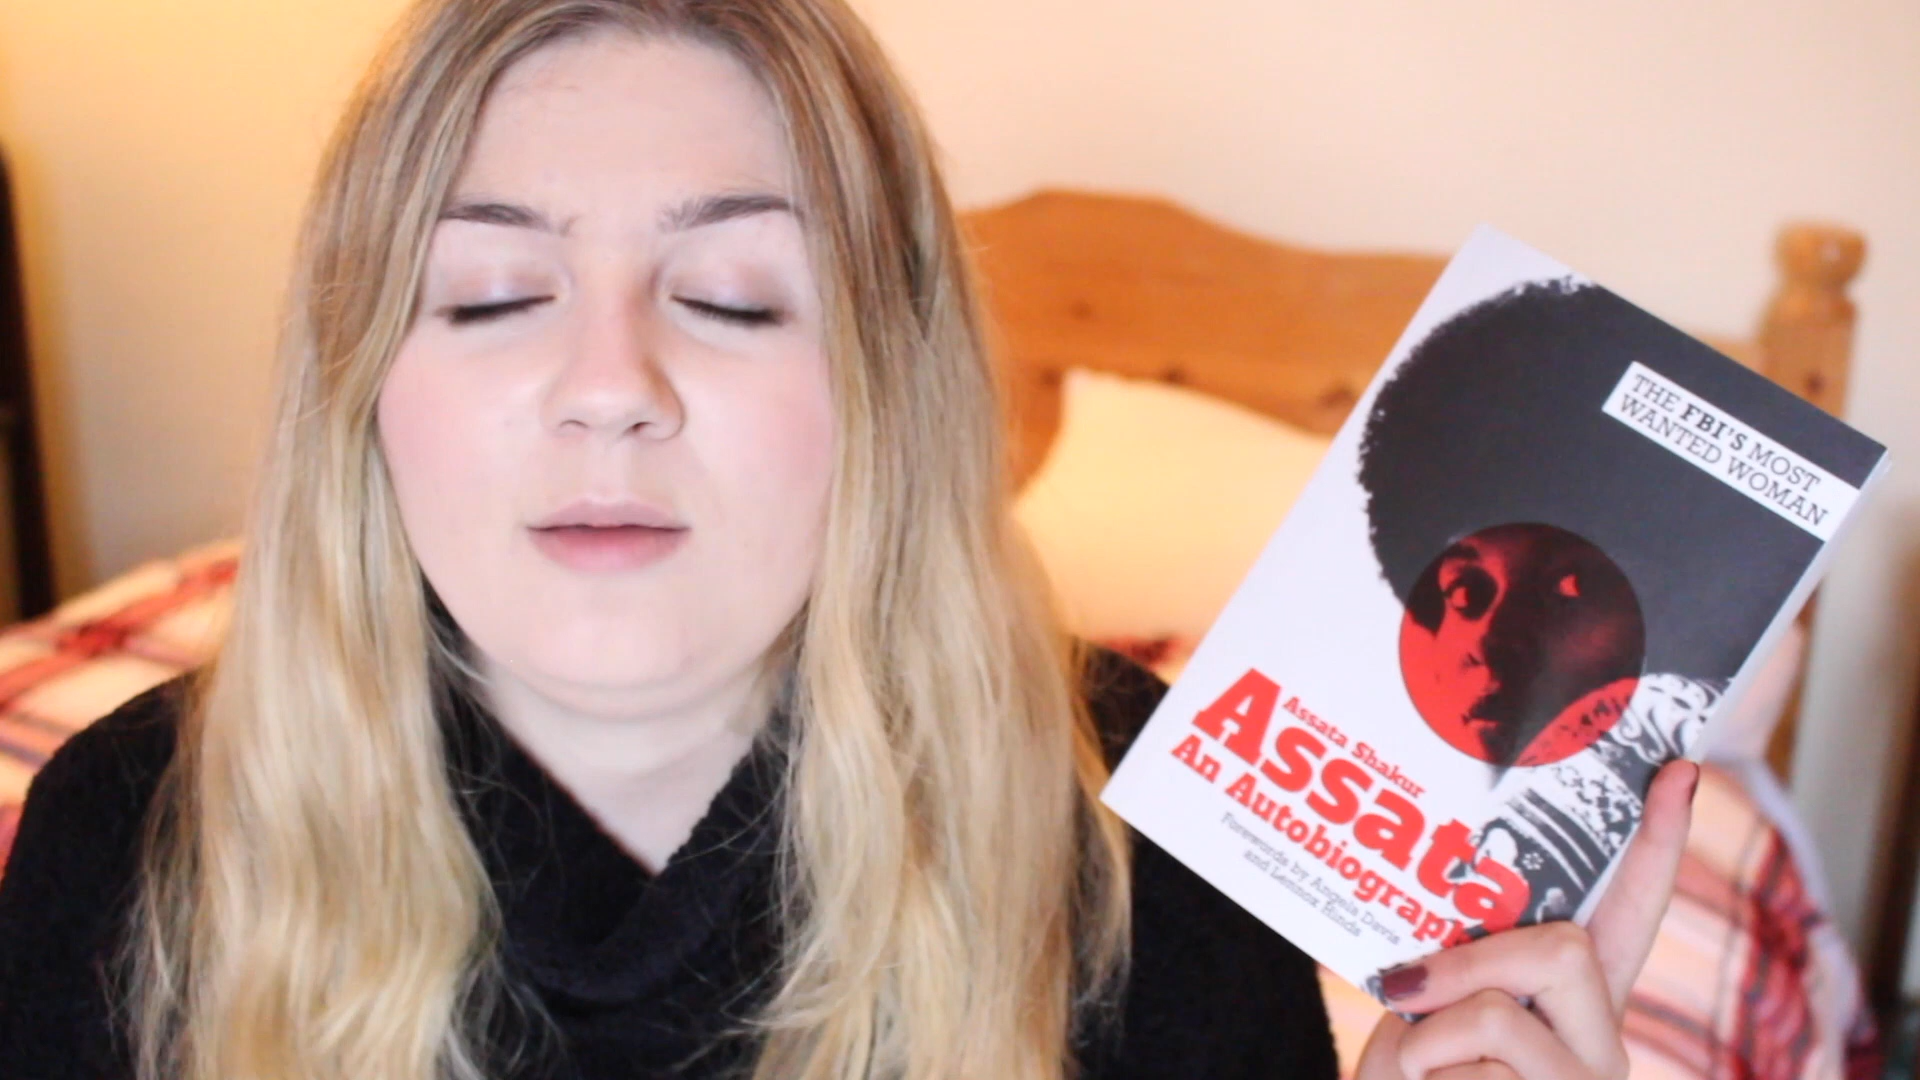 THE FBI'S MOST
WANTED WOMAN
Assata Shakur
Assata
An Autobiograph
Forewords by Angela Davis
and Lennox Hinds